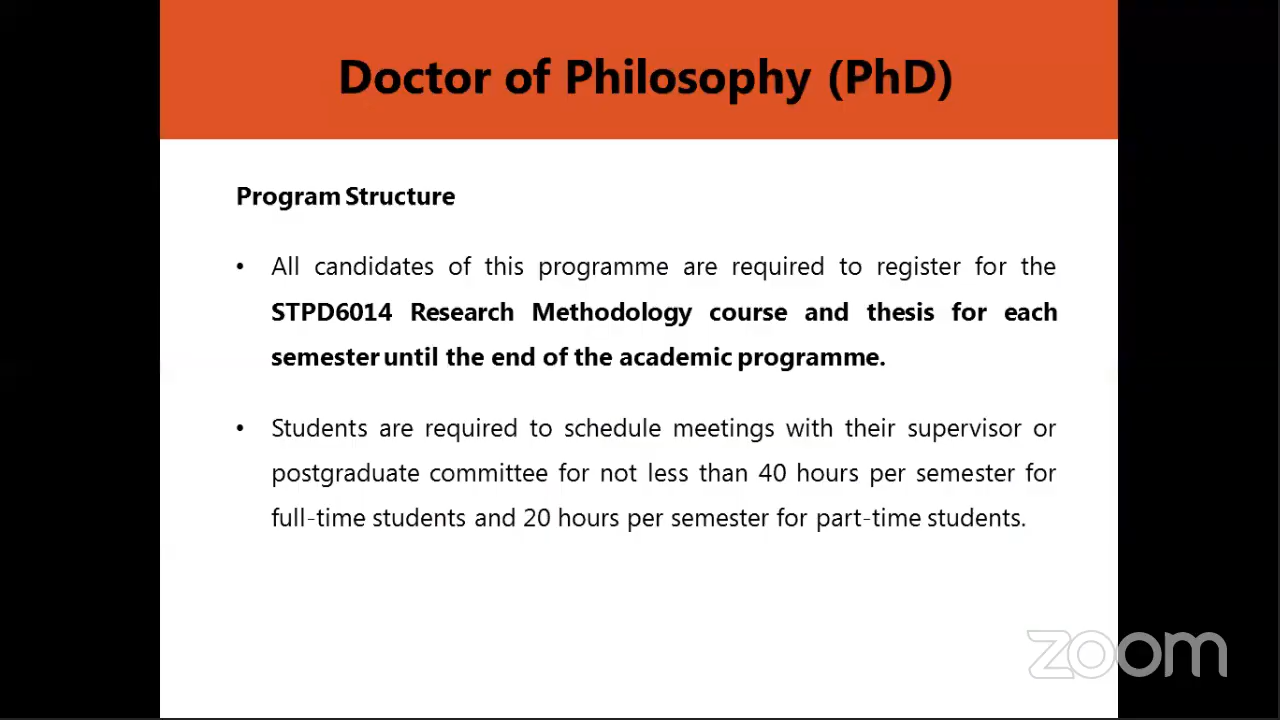 Doctor of Philosophy (PhD)
Program Structure
• All candidates of this programme are required to register for the
STPD6014 Research Methodology course and thesis for each
semester until the end of the academic programme.
• Students are required to schedule meetings with their supervisor or
postgraduate committee for not less than 40 hours per semester for
full-time students and 20 hours per semester for part-time students.
zoom